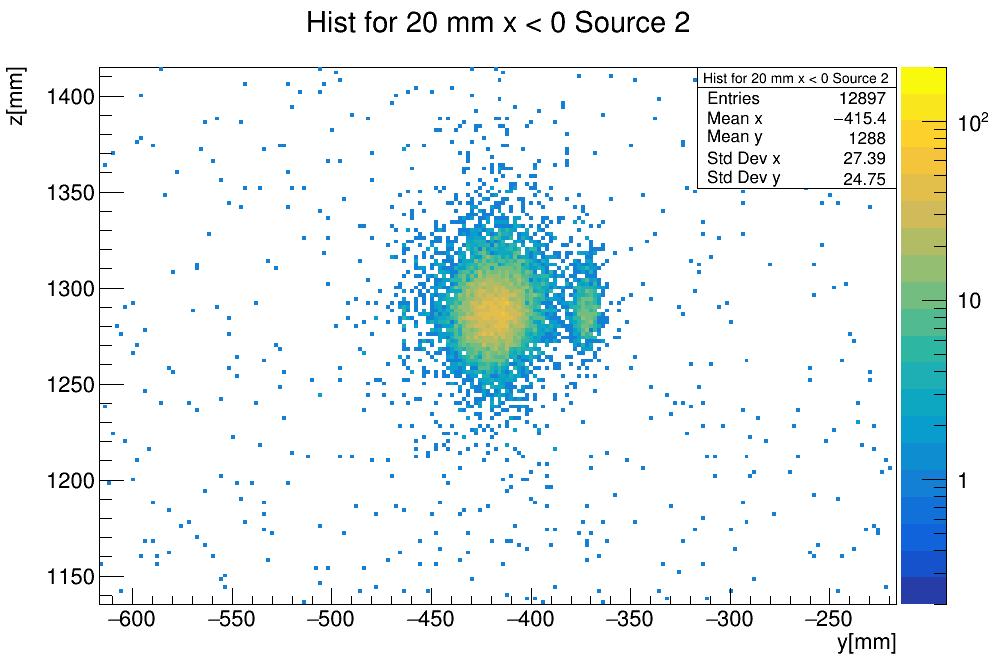 Hist for 20 mm x < 0 Source 2
z[mm]
Hist for 20 mm x < 0 Source 2
Entries 12897
Mean x −415.4
Mean y 1288
Std Dev x 27.39
Std Dev y 24.75
1400
1350
1300
1250
1200
1150
10²
10
1
−600 −550 −500 −450 −400 −350 −300 −250
y[mm]